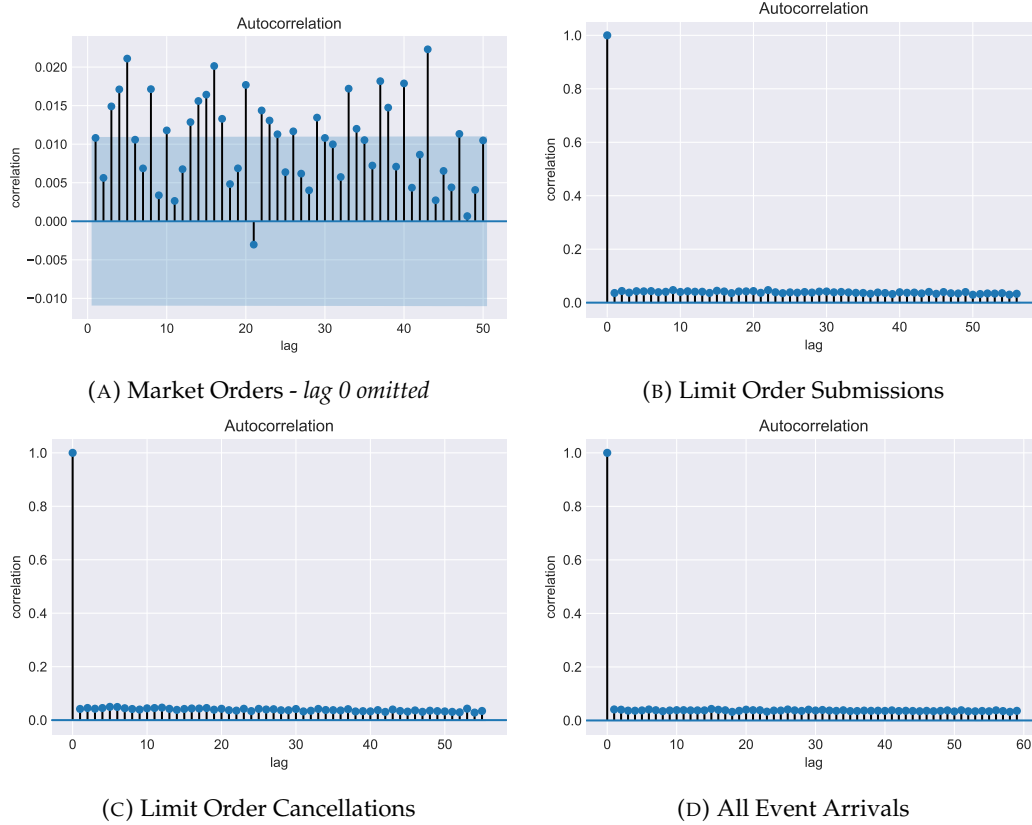 Autocorrelation
0.020
0.015
0.010
0.005
0.000
−0.005
−0.010
correlation
0 10 20 30 40 50
lag
(A) Market Orders - lag 0 omitted
Autocorrelation
1.0
0.8
0.6
0.4
0.2
0.0
correlation
0 10 20 30 40 50
lag
(B) Limit Order Submissions
Autocorrelation
1.0
0.8
0.6
0.4
0.2
0.0
correlation
0 10 20 30 40 50
lag
(C) Limit Order Cancellations
Autocorrelation
1.0
0.8
0.6
0.4
0.2
0.0
correlation
0 10 20 30 40 50 60
lag
(D) All Event Arrivals